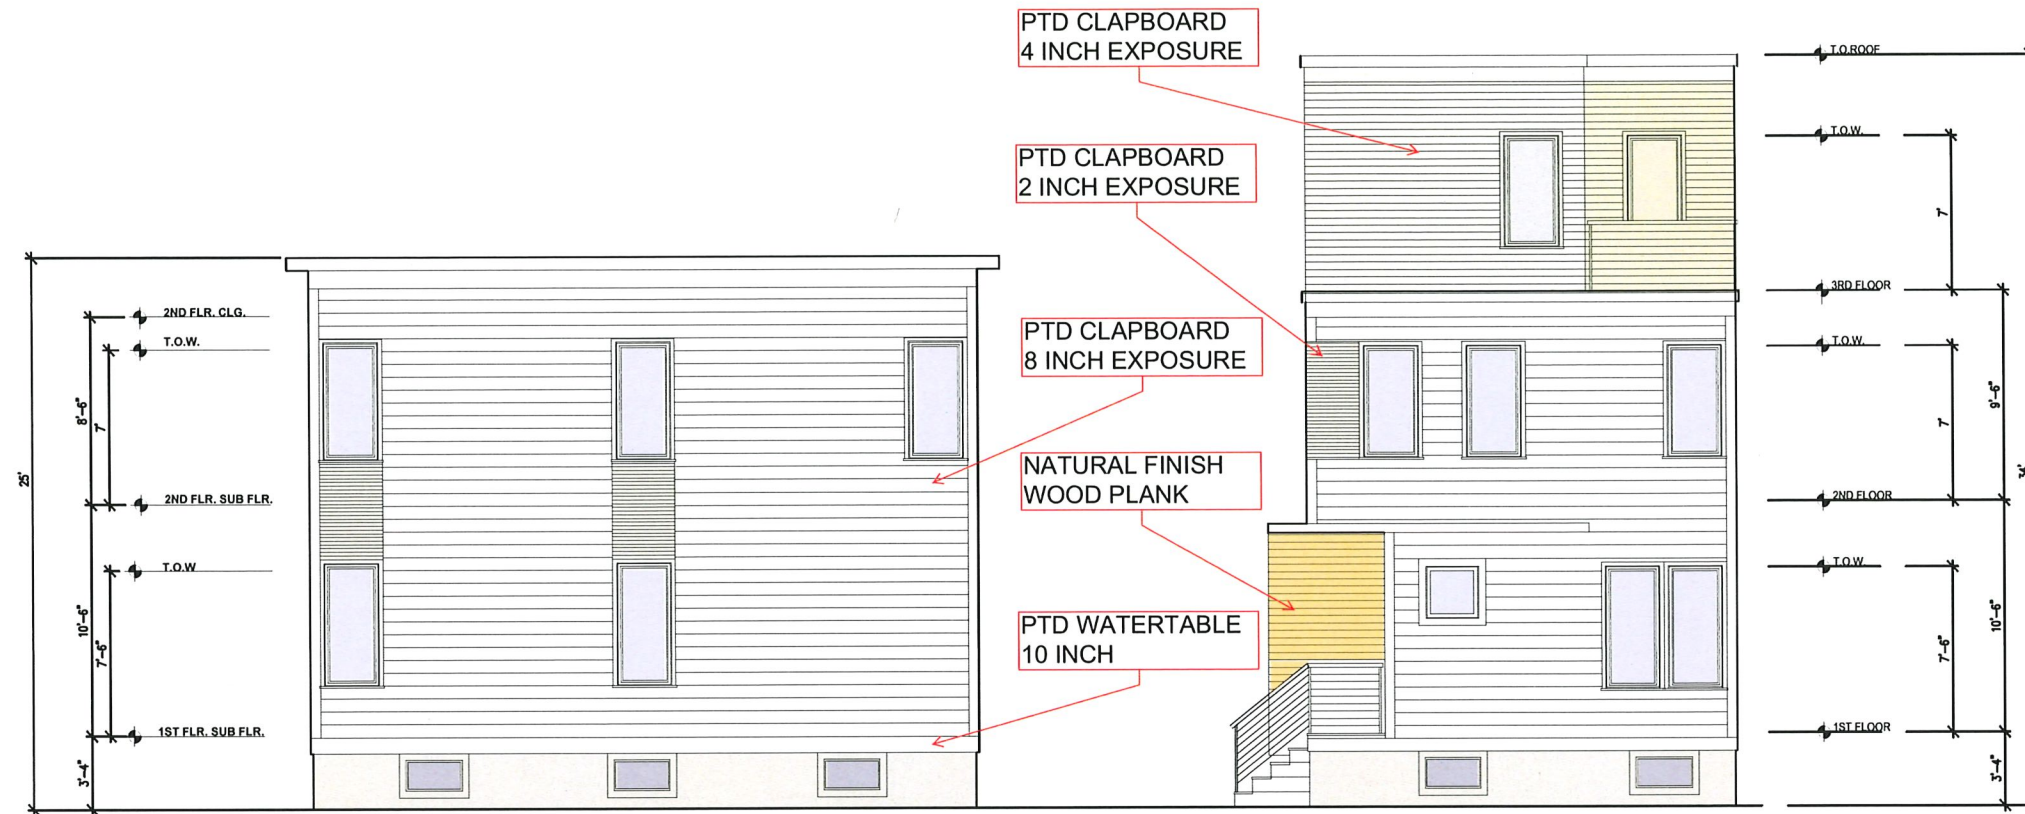 PTD CLAPBOARD
4 INCH EXPOSURE
PTD CLAPBOARD
2 INCH EXPOSURE
PTD CLAPBOARD
8 INCH EXPOSURE
NATURAL FINISH
WOOD PLANK
PTD WATERTABLE
10 INCH
2ND FLR. CLG.
T.O.W.
2ND FLR. SUB FLR.
T.O.W
1ST FLR. SUB FLR.
25'
8'-6"
7'
10'-6"
7'-6"
3'-4"
T.O.ROOF
T.O.W.
3RD FLOOR
T.O.W.
2ND FLOOR
T.O.W.
1ST FLOOR
7'
9'-6"
7'
10'-6"
7'-6"
3'-4"